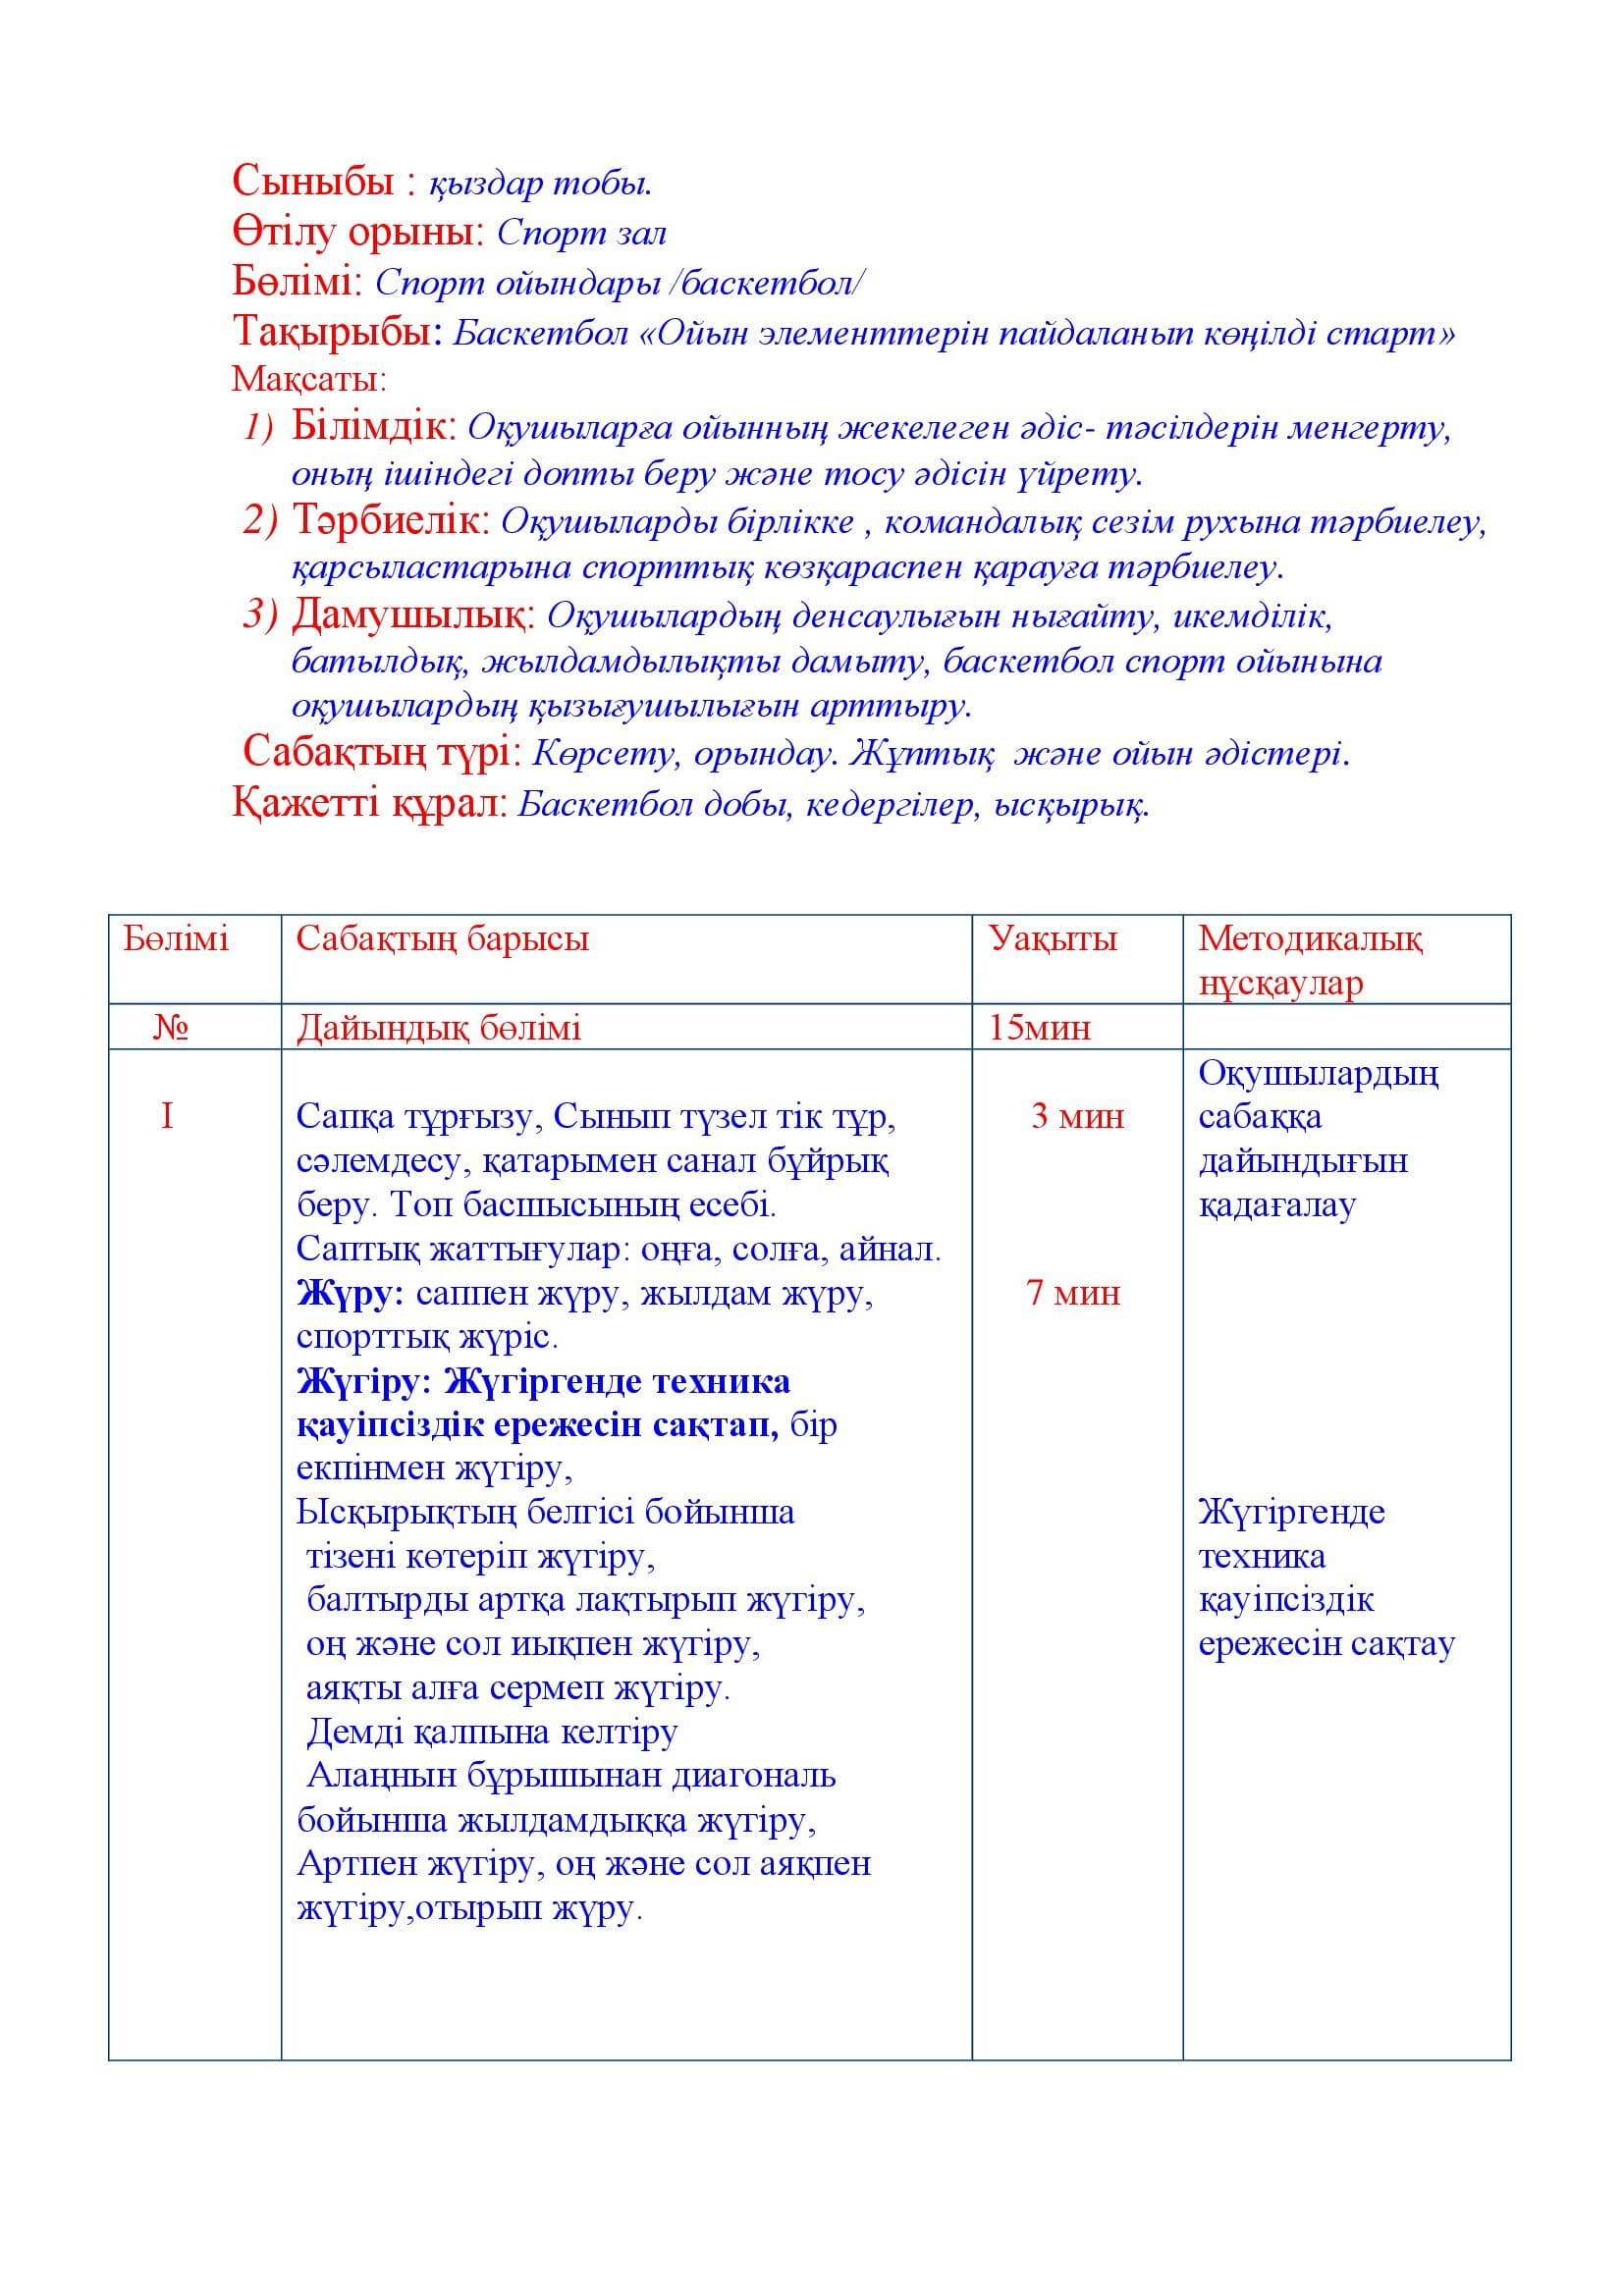 Сыныбы : қыздар тобы.
Өтілу орыны: Спорт зал
Бөлімі: Спорт ойындары /баскетбол/
Тақырыбы: Баскетбол «Ойын элементтерін пайдаланып көңілді старт»
Мақсаты:
1) Білімдік: Оқушыларға ойынның жекелеген әдіс- тәсілдерін менгерту,
оның ішіндегі допты беру және тосу әдісін үйрету.
2) Тәрбиелік: Оқушыларды бірлікке , командалық сезім рухына тәрбиелеу,
қарсыластарына спорттық көзқараспен қарауға тәрбиелеу.
3) Дамушылық: Оқушылардың денсаулығын нығайту, икемділік,
батылдық, жылдамдылықты дамыту, баскетбол спорт ойынына
оқушылардың қызығушылығын арттыру.
Сабақтың түрі: Көрсету, орындау. Жұптық және ойын әдістері.
Қажетті құрал: Баскетбол добы, кедергілер, ысқырық.
Бөлімі Сабақтың барысы Уақыты Методикалық
нұсқаулар
№ Дайындық бөлімі 15мин
Оқушылардың
I Сапқа тұрғызу, Сынып түзел тік тұр, 3 мин сабаққа
сәлемдесу, қатарымен санал бұйрық дайындығын
беру. Топ басшысының есебі. қадағалау
Саптық жаттығулар: оңға, солға, айнал.
Жүру: саппен жүру, жылдам жүру, 7 мин
спорттық жүріс.
Жүгіру: Жүгіргенде техника
қауіпсіздік ережесін сақтап, бір
екпінмен жүгіру,
Ысқырықтың белгісі бойынша Жүгіргенде
тізені көтеріп жүгіру, техника
балтырды артқа лақтырып жүгіру, қауіпсіздік
оң және сол иықпен жүгіру, ережесін сақтау
аяқты алға сермеп жүгіру.
Демді қалпына келтіру
Алаңнын бұрышынан диагональ
бойынша жылдамдыққа жүгіру,
Артпен жүгіру, оң және сол аяқпен
жүгіру,отырып жүру.